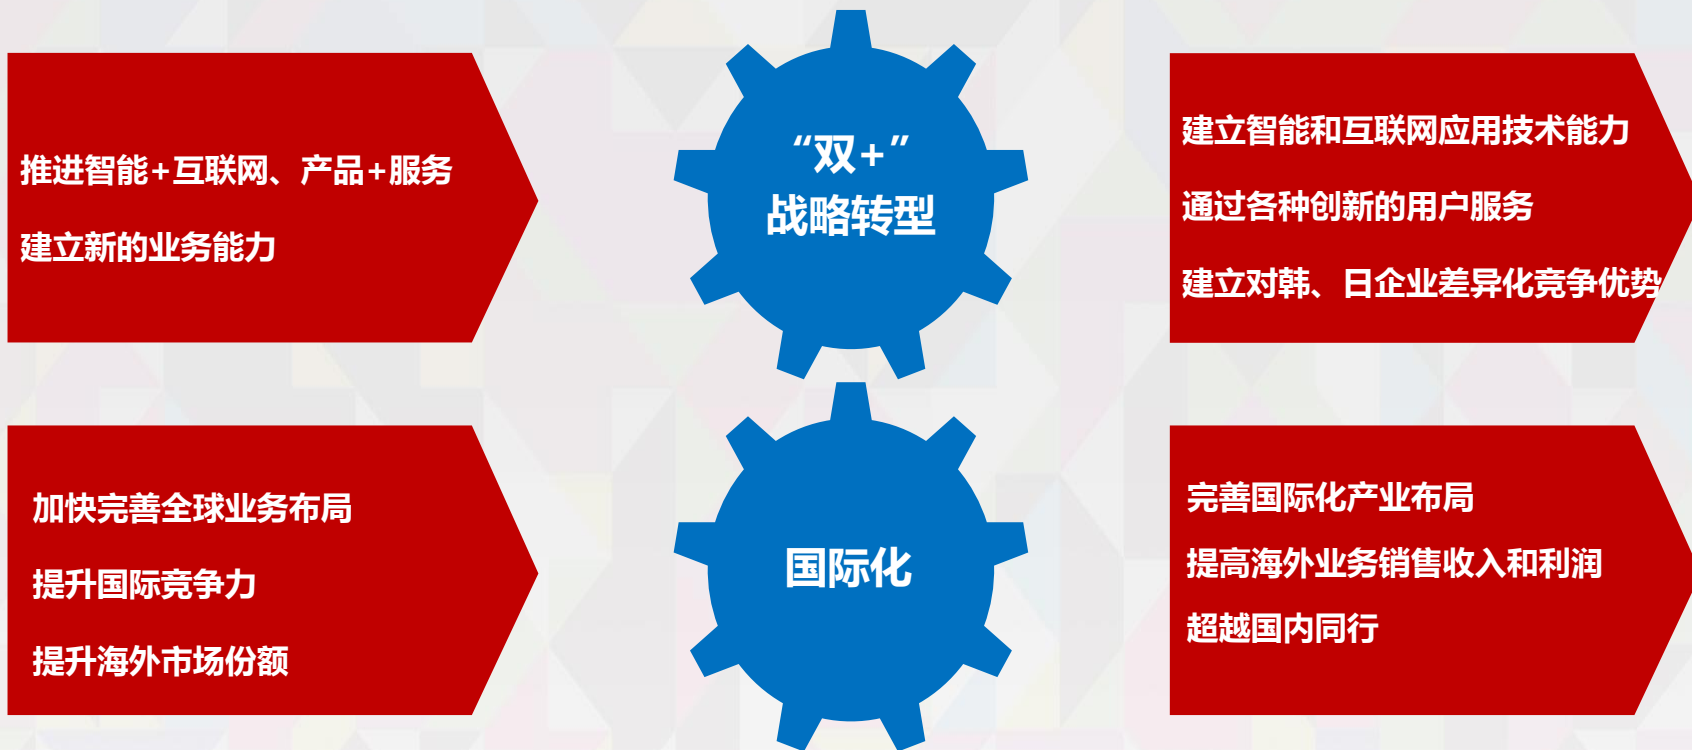 推进智能+互联网、产品+服务
建立新的业务能力
“双+”
战略转型
建立智能和互联网应用技术能力
通过各种创新的用户服务
建立对韩、日企业差异化竞争优势
加快完善全球业务布局
提升国际竞争力
提升海外市场份额
国际化
完善国际化产业布局
提高海外业务销售收入和利润
超越国内同行